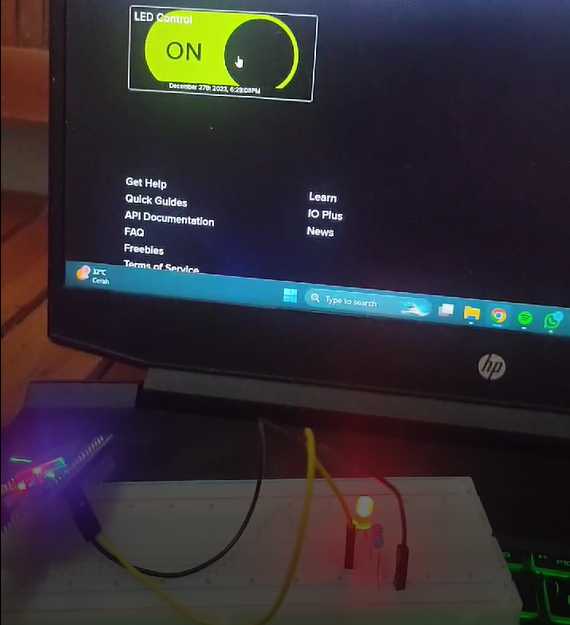 LED Control
ON
December 27th 2023, 6:29:08PM
Get Help
Quick Guides
API Documentation
FAQ
Freebies
Terms of Service
Learn
IO Plus
News
32°C
Cerah
Type to search
hp